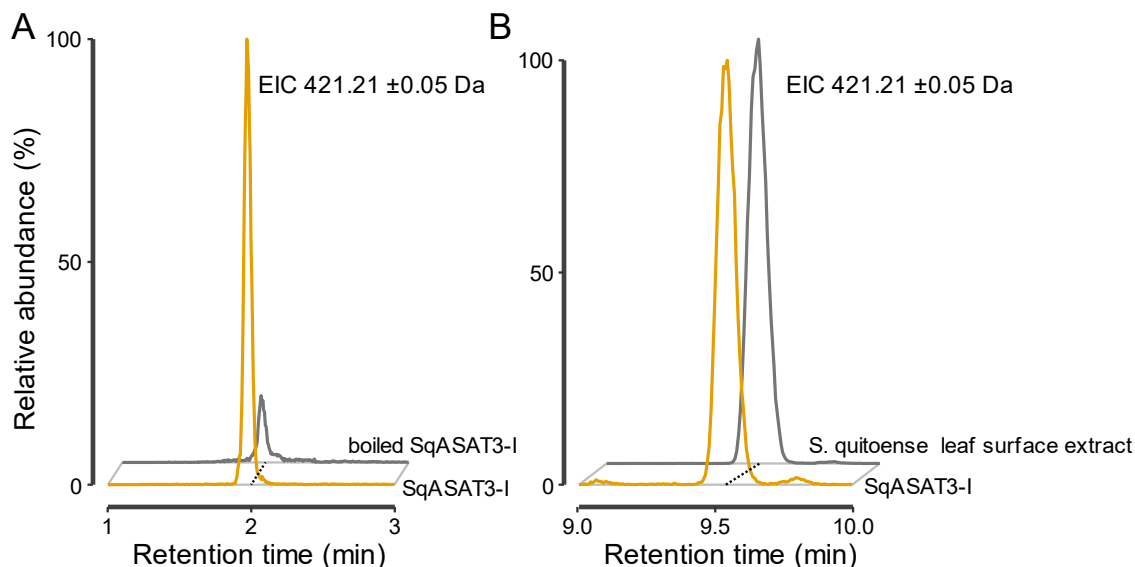 A
B
Relative abundance (%)
100
50
0
EIC 421.21 ±0.05 Da
boiled SqASAT3-I
SqASAT3-I
1
2
3
Retention time (min)
100
50
0
EIC 421.21 ±0.05 Da
S. quitoense leaf surface extract
SqASAT3-I
9.0
9.5
10.0
Retention time (min)